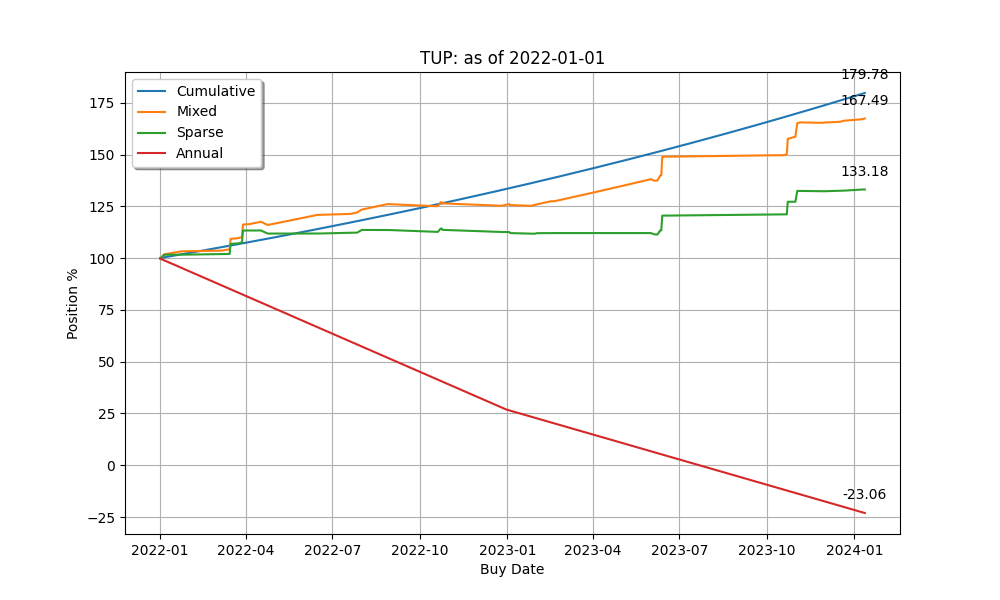 TUP: as of 2022-01-01
Cumulative
Mixed
Sparse
Annual
179.78
167.49
133.18
-23.06
175
150
125
100
75
50
25
0
−25
Position %
2022-01 2022-04 2022-07 2022-10 2023-01 2023-04 2023-07 2023-10 2024-01
Buy Date